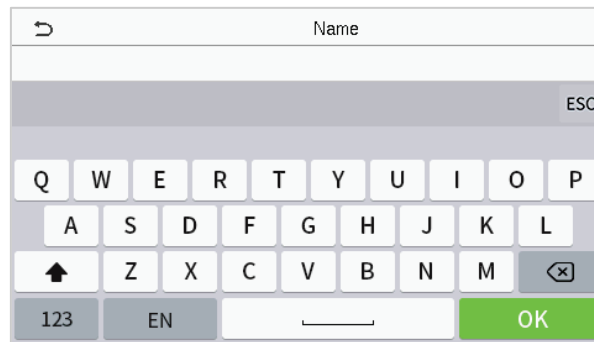 Name
ESC
Q W E R T Y U I O P
A S D F G H J K L
Z X C V B N M
123 EN OK